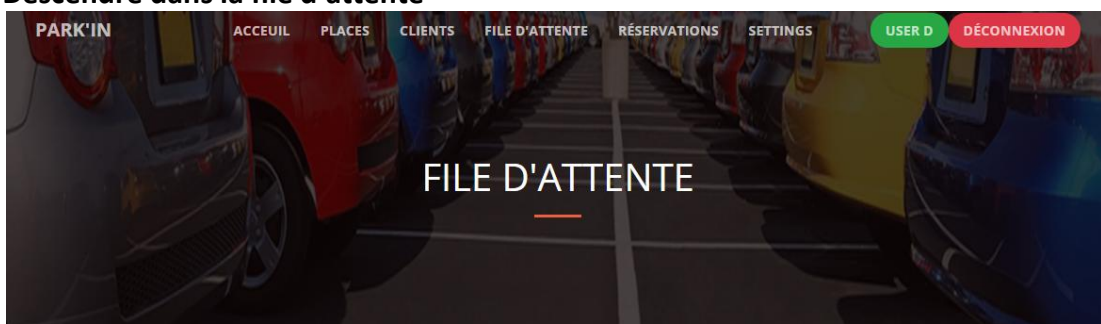 Descendre dans la file d'attente
PARK'IN ACCEUIL PLACES CLIENTS FILE D'ATTENTE RÉSERVATIONS SETTINGS USER D DÉCONNEXION
FILE D'ATTENTE